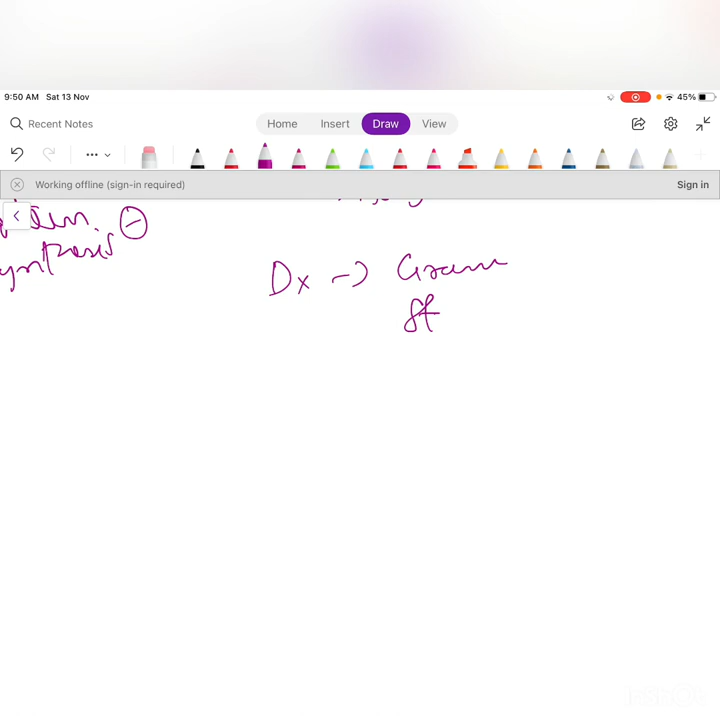 9:50 AM Sat 13 Nov
45%
Recent Notes
Home Insert Draw View
Working offline (sign-in required)
Sign in
synthesis ⊖
Dx → Gram
st